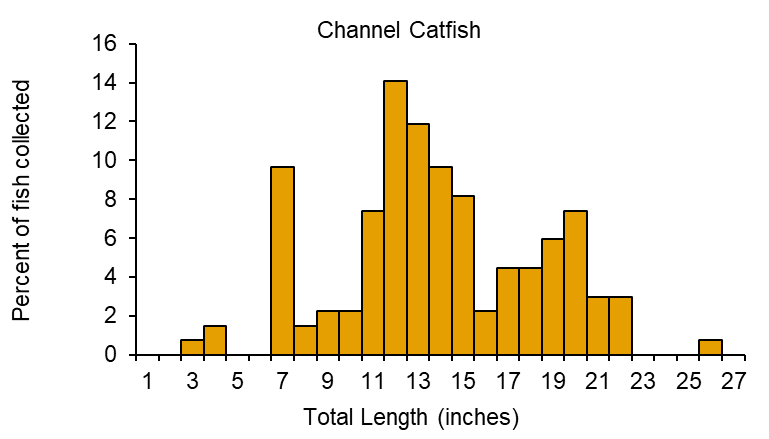 Channel Catfish
Percent of fish collected
16
14
12
10
8
6
4
2
0
1 3 5 7 9 11 13 15 17 19 21 23 25 27
Total Length (inches)